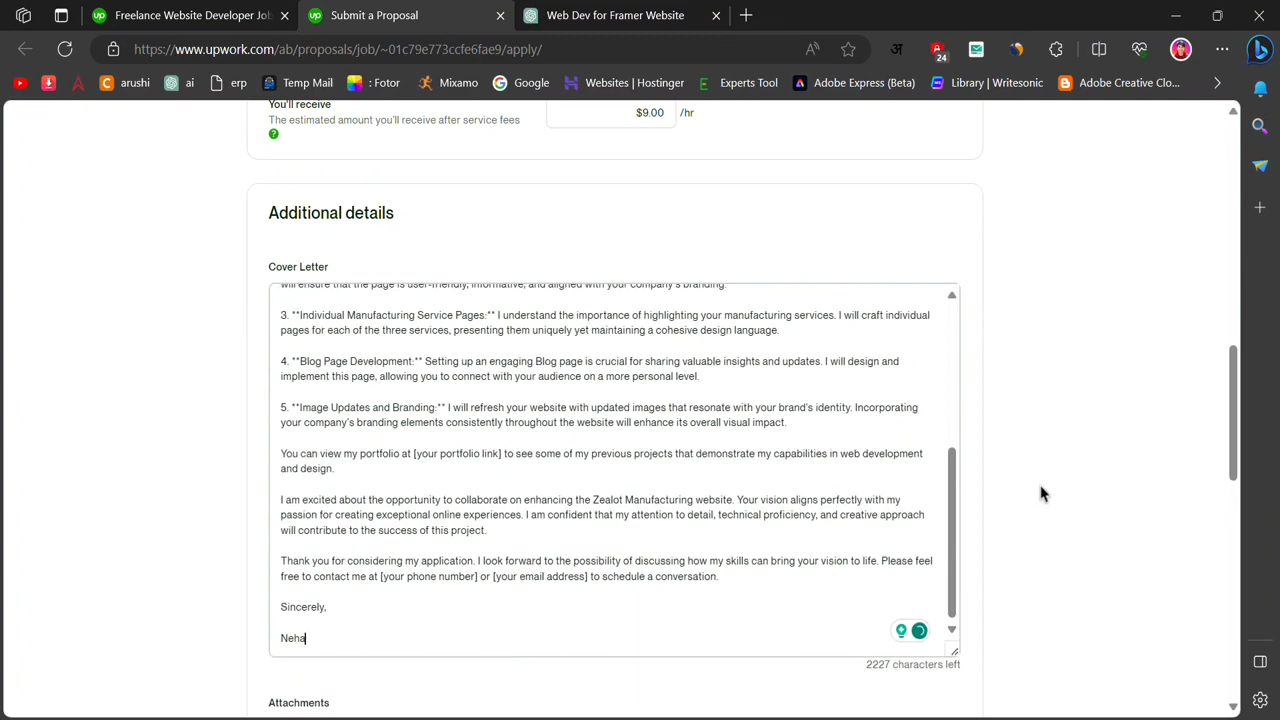 Freelance Website Developer Job
Submit a Proposal
Web Dev for Framer Website
https://www.upwork.com/ab/proposals/job/~01c79e773ccfe6fae9/apply/
अ
24
arushi
ai
erp
Temp Mail
: Fotor
Mixamo
Google
Websites | Hostinger
Experte Tool
Adobe Express (Beta)
Library | Writesonic
Adobe Creative Clo...
You'll receive
$9.00 /hr
The estimated amount you'll receive after service fees
Additional details
Cover Letter
will ensure that the page is user-friendly, informative, and aligned with your company's branding.
3. **Individual Manufacturing Service Pages:** I understand the importance of highlighting your manufacturing services. I will craft individual
pages for each of the three services, presenting them uniquely yet maintaining a cohesive design language.
4. **Blog Page Development:** Setting up an engaging Blog page is crucial for sharing valuable insights and updates. I will design and
implement this page, allowing you to connect with your audience on a more personal level.
5. **Image Updates and Branding:** I will refresh your website with updated images that resonate with your brand's identity. Incorporating
your company's branding elements consistently throughout the website will enhance its overall visual impact.
You can view my portfolio at [your portfolio link] to see some of my previous projects that demonstrate my capabilities in web development
and design.
I am excited about the opportunity to collaborate on enhancing the Zealot Manufacturing website. Your vision aligns perfectly with my
passion for creating exceptional online experiences. I am confident that my attention to detail, technical proficiency, and creative approach
will contribute to the success of this project.
Thank you for considering my application. I look forward to the possibility of discussing how my skills can bring your vision to life. Please feel
free to contact me at [your phone number] or [your email address] to schedule a conversation.
Sincerely,
Neha
2227 characters left
Attachments